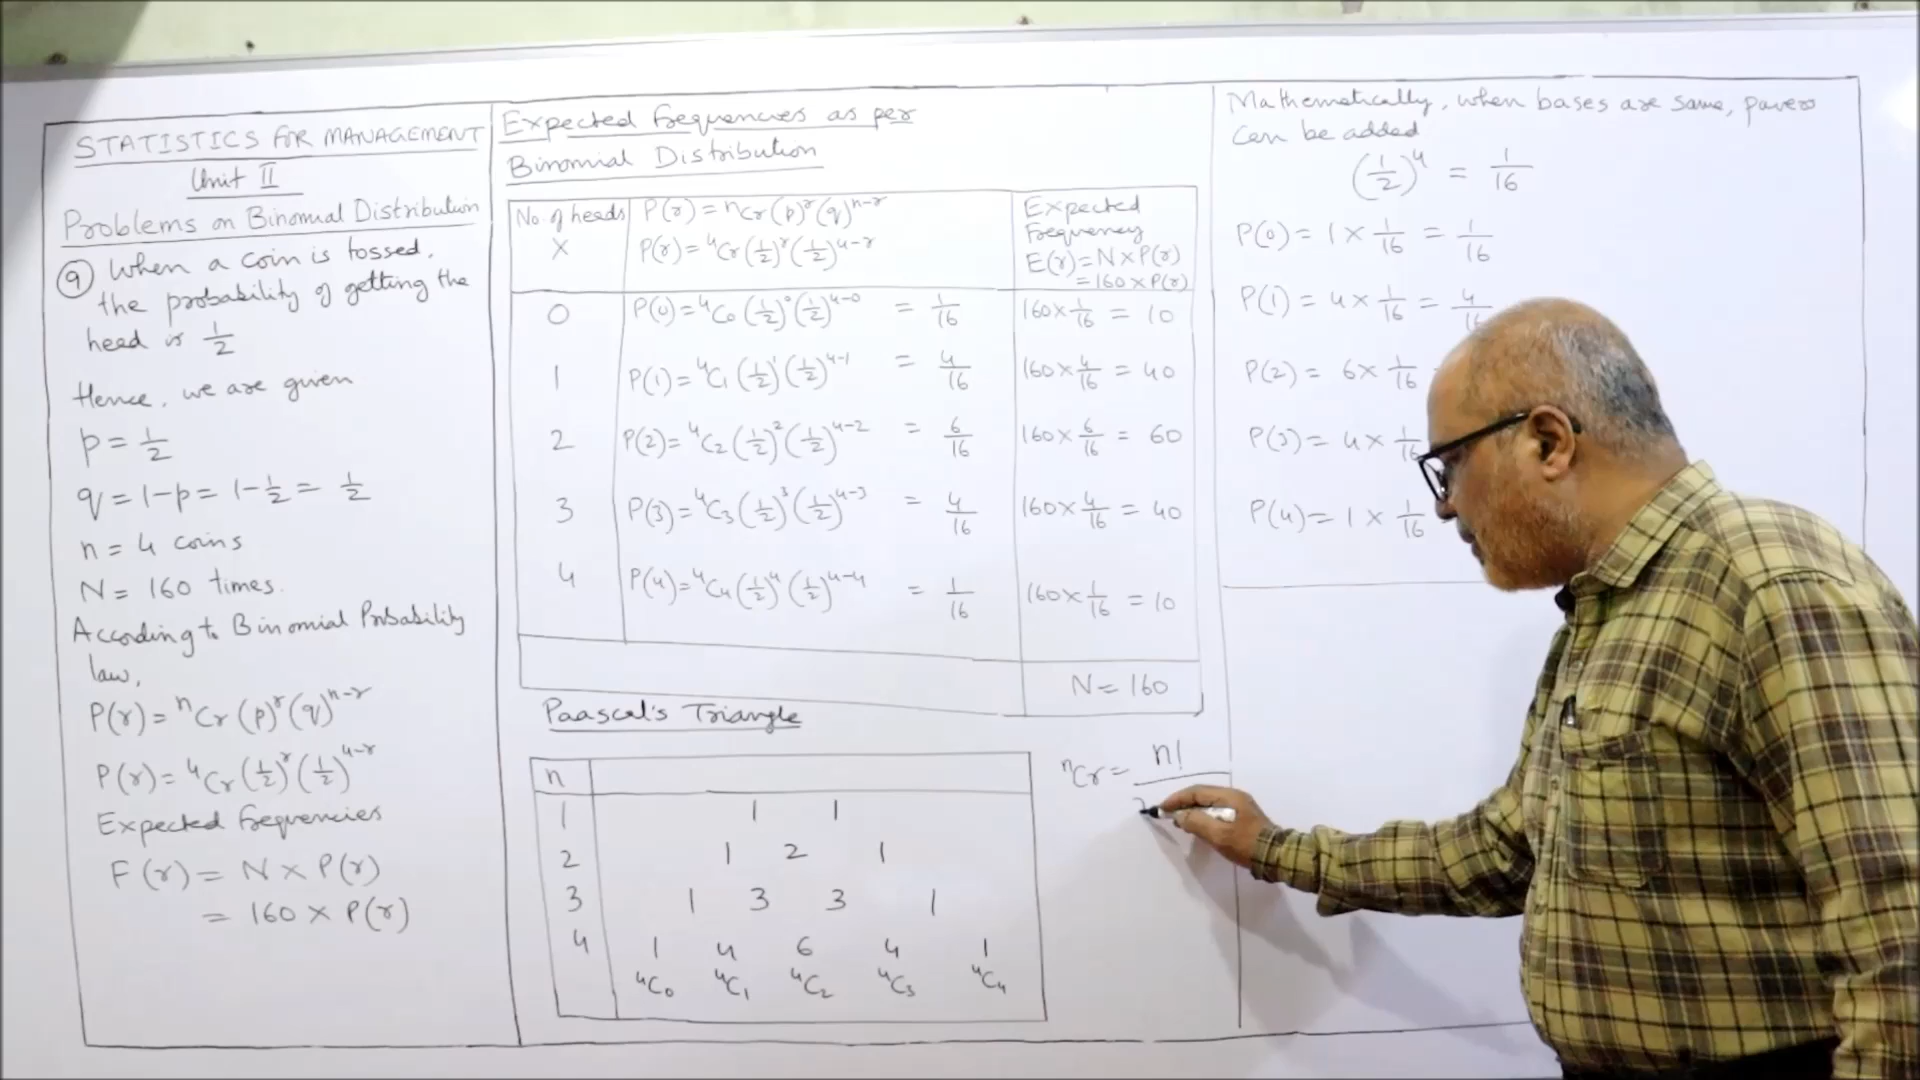 STATISTICS FOR MANAGEMENT
Unit II
Problems on Binomial Distribution
⑨ When a coin is tossed,
the probability of getting the
head is 1/2
Hence, we are given
p = 1/2
q = 1-p = 1-1/2 = 1/2
n = 4 coins
N = 160 times.
According to Binomial Probability
law,
P(r) = ⁿCr (p)^r (q)^n-r
P(r) = ⁴Cr (1/2)^r (1/2)^4-r
Expected Frequencies
F(r) = N × P(r)
= 160 × P(r)
Expected Frequencies as per
Binomial Distribution
No. of heads X | P(r) = ⁿCr (p)^r (q)^n-r | Expected Frequency
P(r) = ⁴Cr (1/2)^r (1/2)^4-r | E(r) = N × P(r) = 160 × P(r)
0 P(0) = ⁴C₀ (1/2)^0 (1/2)^4-0 = 1/16 160 × 1/16 = 10
1 P(1) = ⁴C₁ (1/2)^1 (1/2)^4-1 = 4/16 160 × 4/16 = 40
2 P(2) = ⁴C₂ (1/2)^2 (1/2)^4-2 = 6/16 160 × 6/16 = 60
3 P(3) = ⁴C₃ (1/2)^3 (1/2)^4-3 = 4/16 160 × 4/16 = 40
4 P(4) = ⁴C₄ (1/2)^4 (1/2)^4-4 = 1/16 160 × 1/16 = 10
N = 160
Paascal's Triangle
n
1 1 1
2 1 2 1
3 1 3 3 1
4 1 4 6 4 1
⁴C₀ ⁴C₁ ⁴C₂ ⁴C₃ ⁴C₄
ⁿCr = n!
Mathematically, when bases are same, powers
can be added
(1/2)^4 = 1/16
P(0) = 1 × 1/16 = 1/16
P(1) = 4 × 1/16 = 4/16
P(2) = 6 × 1/16
P(3) = 4 × 1/16
P(4) = 1 × 1/16